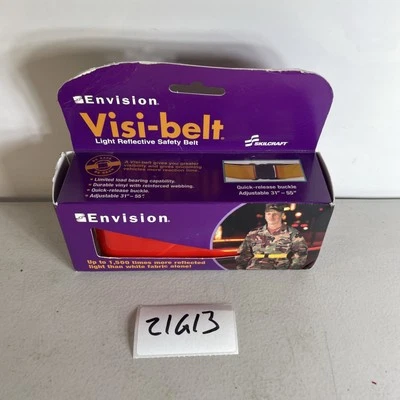 Envision
Visi-belt
Light Reflective Safety Belt
SKILCRAFT
• Limited load bearing capability.
• Durable vinyl with reinforced webbing.
• Quick-release buckle.
• Adjustable 31" - 55"
Quick-release buckle.
Adjustable 31" - 55"
Envision
Up to 1,500 times more reflected
light than white fabric alone!
21G13